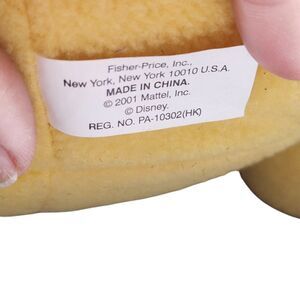 Fisher-Price, Inc.,
New York, New York 10010 U.S.A.
MADE IN CHINA.
© 2001 Mattel, Inc.
© Disney.
REG. NO. PA-10302(HK)